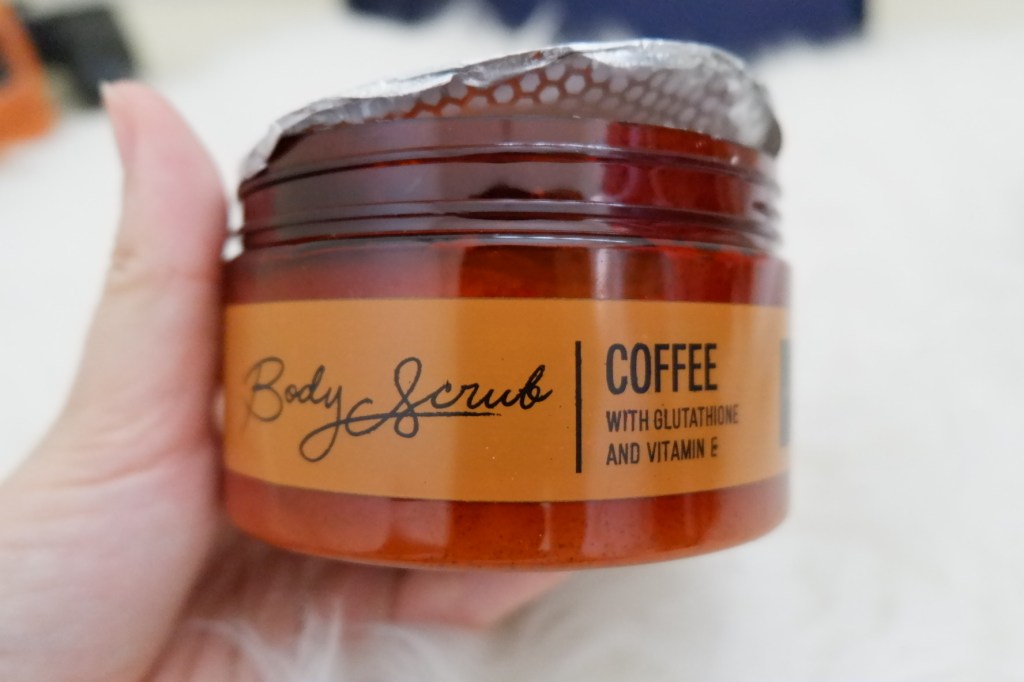 Body Scrub
COFFEE
WITH GLUTATHIONE
AND VITAMIN E